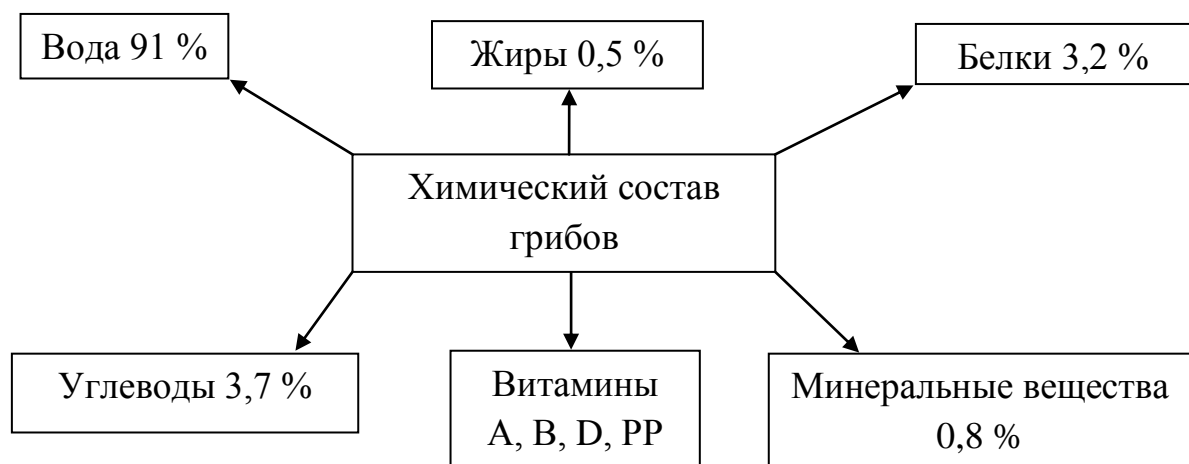 Вода 91 %
Жиры 0,5 %
Белки 3,2 %
Химический состав
грибов
Углеводы 3,7 %
Витамины
А, В, D, РР
Минеральные вещества
0,8 %